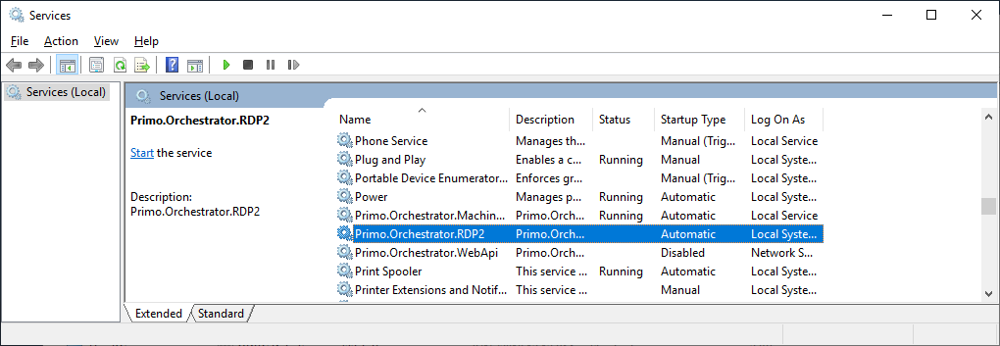 Services
File Action View Help
Services (Local)
Services (Local)
Primo.Orchestrator.RDP2
Start the service
Description:
Primo.Orchestrator.RDP2
Name Description Status Startup Type Log On As
Phone Service Manages th... Manual (Trig... Local Service
Plug and Play Enables a c... Running Manual Local Syste...
Portable Device Enumerator... Enforces gr... Manual (Trig... Local Syste...
Power Manages p... Running Automatic Local Syste...
Primo.Orchestrator.Machin... Primo.Orch... Running Automatic Local Service
Primo.Orchestrator.RDP2 Primo.Orch... Automatic Local Syste...
Primo.Orchestrator.WebApi Primo.Orch... Disabled Network S...
Print Spooler This service ... Running Automatic Local Syste...
Printer Extensions and Notif... This service ... Manual Local Syste...
Extended Standard